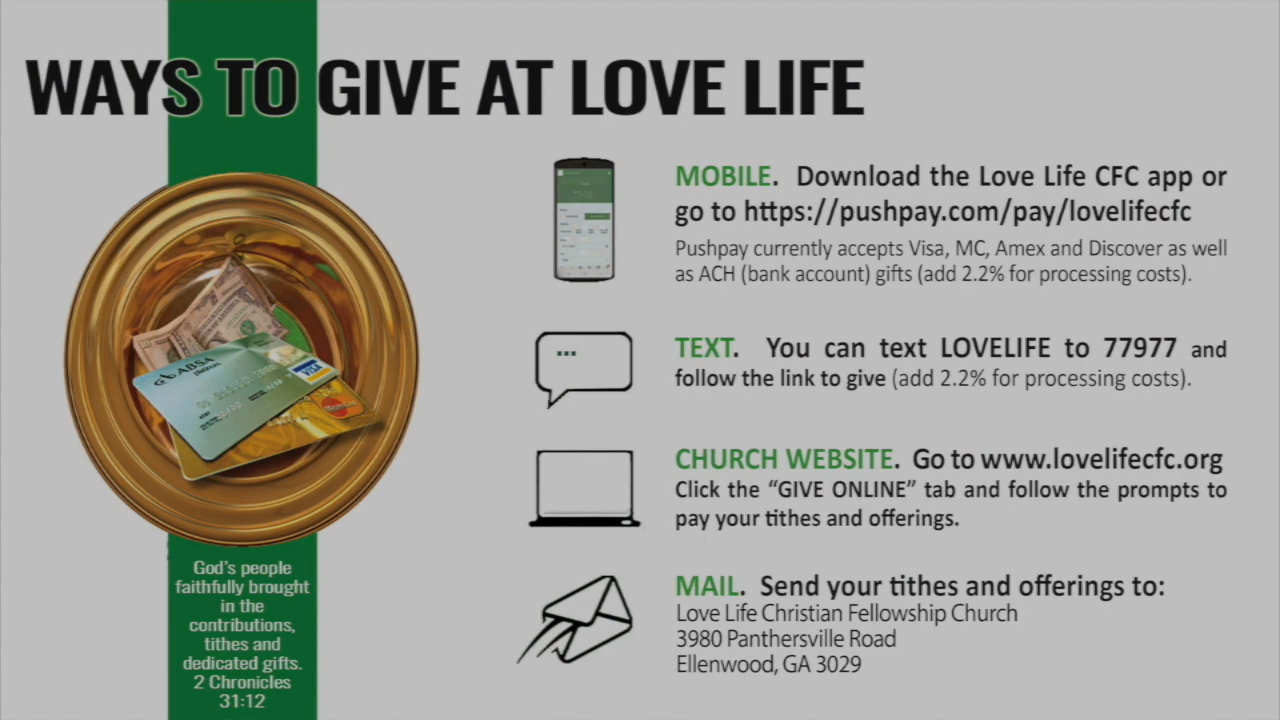 WAYS TO GIVE AT LOVE LIFE
MOBILE. Download the Love Life CFC app or
go to https://pushpay.com/pay/lovelifecfc
Pushpay currently accepts Visa, MC, Amex and Discover as well
as ACH (bank account) gifts (add 2.2% for processing costs).
TEXT. You can text LOVELIFE to 77977 and
follow the link to give (add 2.2% for processing costs).
CHURCH WEBSITE. Go to www.lovelifecfc.org
Click the “GIVE ONLINE” tab and follow the prompts to
pay your tithes and offerings.
MAIL. Send your tithes and offerings to:
Love Life Christian Fellowship Church
3980 Panthersville Road
Ellenwood, GA 3029
ABSA
platinum
VISA
God’s people
faithfully brought
in the
contributions,
tithes and
dedicated gifts.
2 Chronicles
31:12